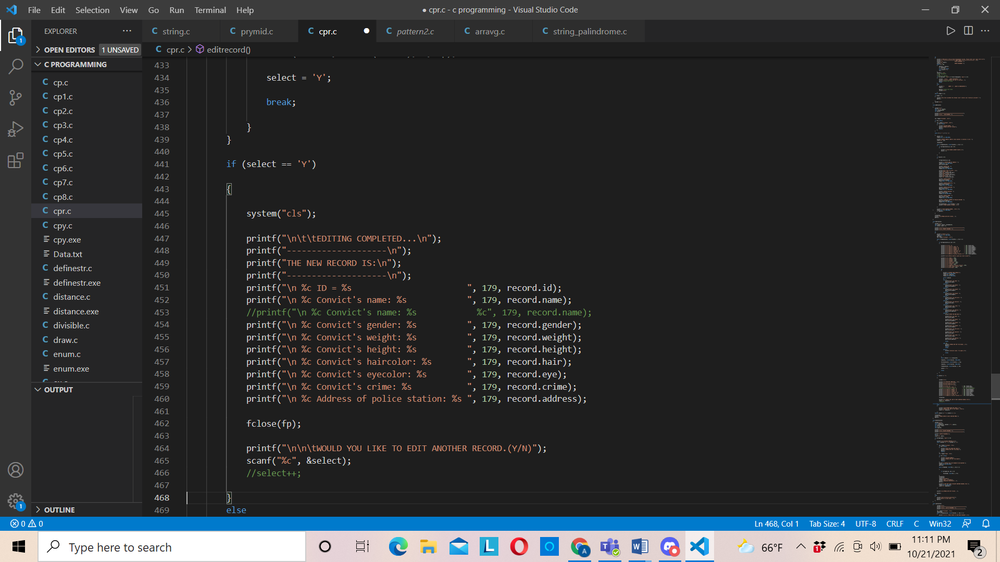 File Edit Selection View Go Run Terminal Help
● cpr.c - c programming - Visual Studio Code
EXPLORER
C string.c
C prymid.c
C cpr.c
C pattern2.c
C arravg.c
C string_palindrome.c
OPEN EDITORS 1 UNSAVED
C cpr.c > editrecord()
C PROGRAMMING
C cp.c
C cp1.c
C cp2.c
C cp3.c
C cp4.c
C cp5.c
C cp6.c
C cp7.c
C cp8.c
C cpr.c
C cpy.c
cpy.exe
Data.txt
C definestr.c
definestr.exe
C distance.c
distance.exe
C divisible.c
C draw.c
C enum.c
enum.exe
OUTPUT
OUTLINE
433
434 select = 'Y';
435
436 break;
437
438 }
439 }
440
441 if (select == 'Y')
442
443 {
444
445 system("cls");
446
447 printf("\n\t\tEDITING COMPLETED...\n");
448 printf("--------------------\n");
449 printf("THE NEW RECORD IS:\n");
450 printf("--------------------\n");
451 printf("\n %c ID = %s                       ", 179, record.id);
452 printf("\n %c Convict's name: %s            ", 179, record.name);
453 //printf("\n %c Convict's name: %s            %c", 179, record.name);
454 printf("\n %c Convict's gender: %s          ", 179, record.gender);
455 printf("\n %c Convict's weight: %s          ", 179, record.weight);
456 printf("\n %c Convict's height: %s          ", 179, record.height);
457 printf("\n %c Convict's haircolor: %s       ", 179, record.hair);
458 printf("\n %c Convict's eyecolor: %s        ", 179, record.eye);
459 printf("\n %c Convict's crime: %s           ", 179, record.crime);
460 printf("\n %c Address of police station: %s ", 179, record.address);
461
462 fclose(fp);
463
464 printf("\n\n\tWOULD YOU LIKE TO EDIT ANOTHER RECORD.(Y/N)");
465 scanf("%c", &select);
466 //select++;
467
468 }
469 else
1
1
0 0
Ln 468, Col 1 Tab Size: 4 UTF-8 CRLF C Win32
Type here to search
66°F
11:11 PM
10/21/2021
2